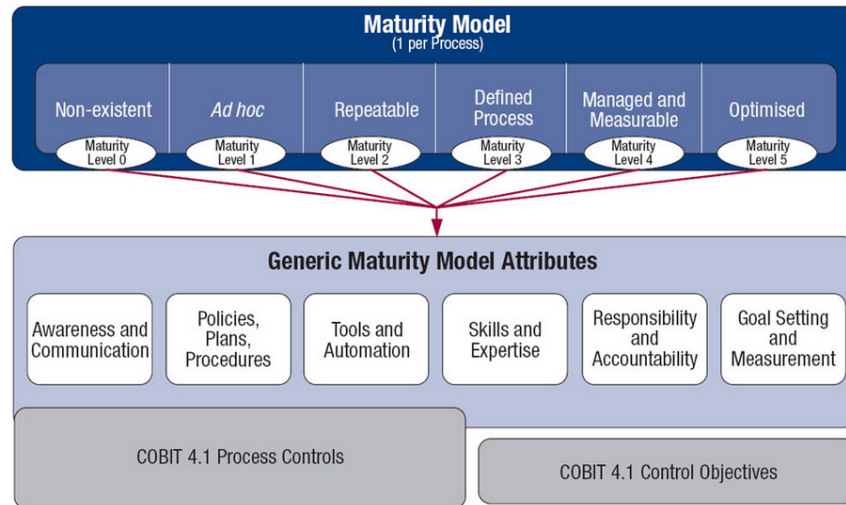 Maturity Model
(1 per Process)
Non-existent
Ad hoc
Repeatable
Defined
Process
Managed and
Measurable
Optimised
Maturity
Level 0
Maturity
Level 1
Maturity
Level 2
Maturity
Level 3
Maturity
Level 4
Maturity
Level 5
Generic Maturity Model Attributes
Awareness and
Communication
Policies,
Plans,
Procedures
Tools and
Automation
Skills and
Expertise
Responsibility
and
Accountability
Goal Setting
and
Measurement
COBIT 4.1 Process Controls
COBIT 4.1 Control Objectives